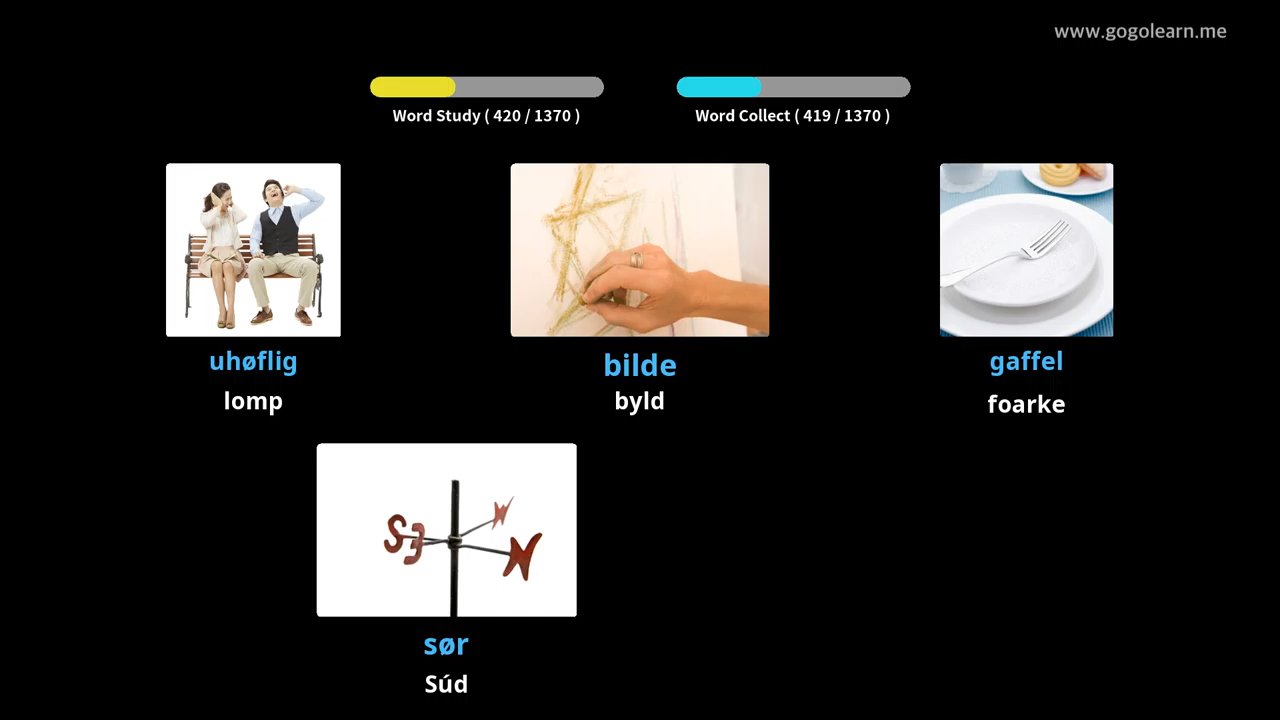 www.gogolearn.me
Word Study ( 420 / 1370 )
Word Collect ( 419 / 1370 )
uhøflig
lomp
bilde
byld
gaffel
foarke
S
E
N
sør
Súd